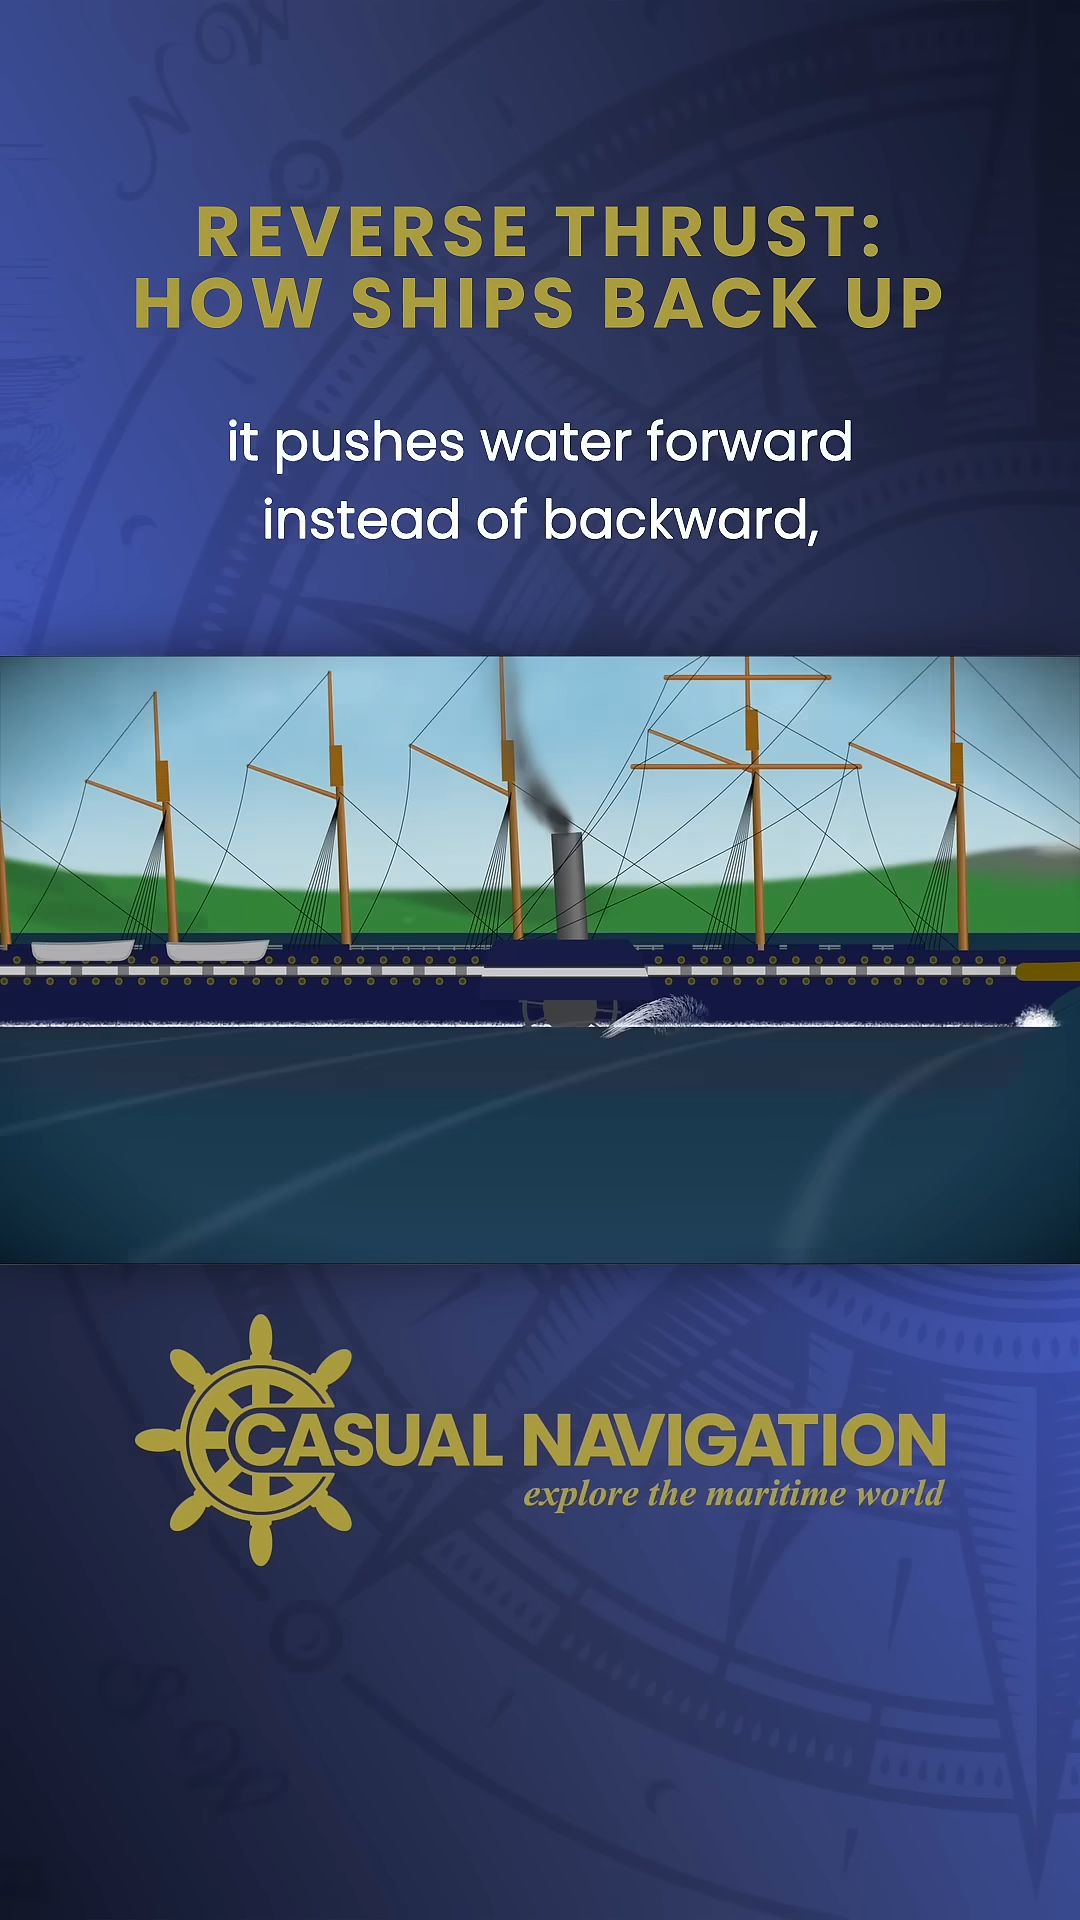 N W
REVERSE THRUST:
HOW SHIPS BACK UP
it pushes water forward
instead of backward,
CASUAL NAVIGATION
explore the maritime world
S W